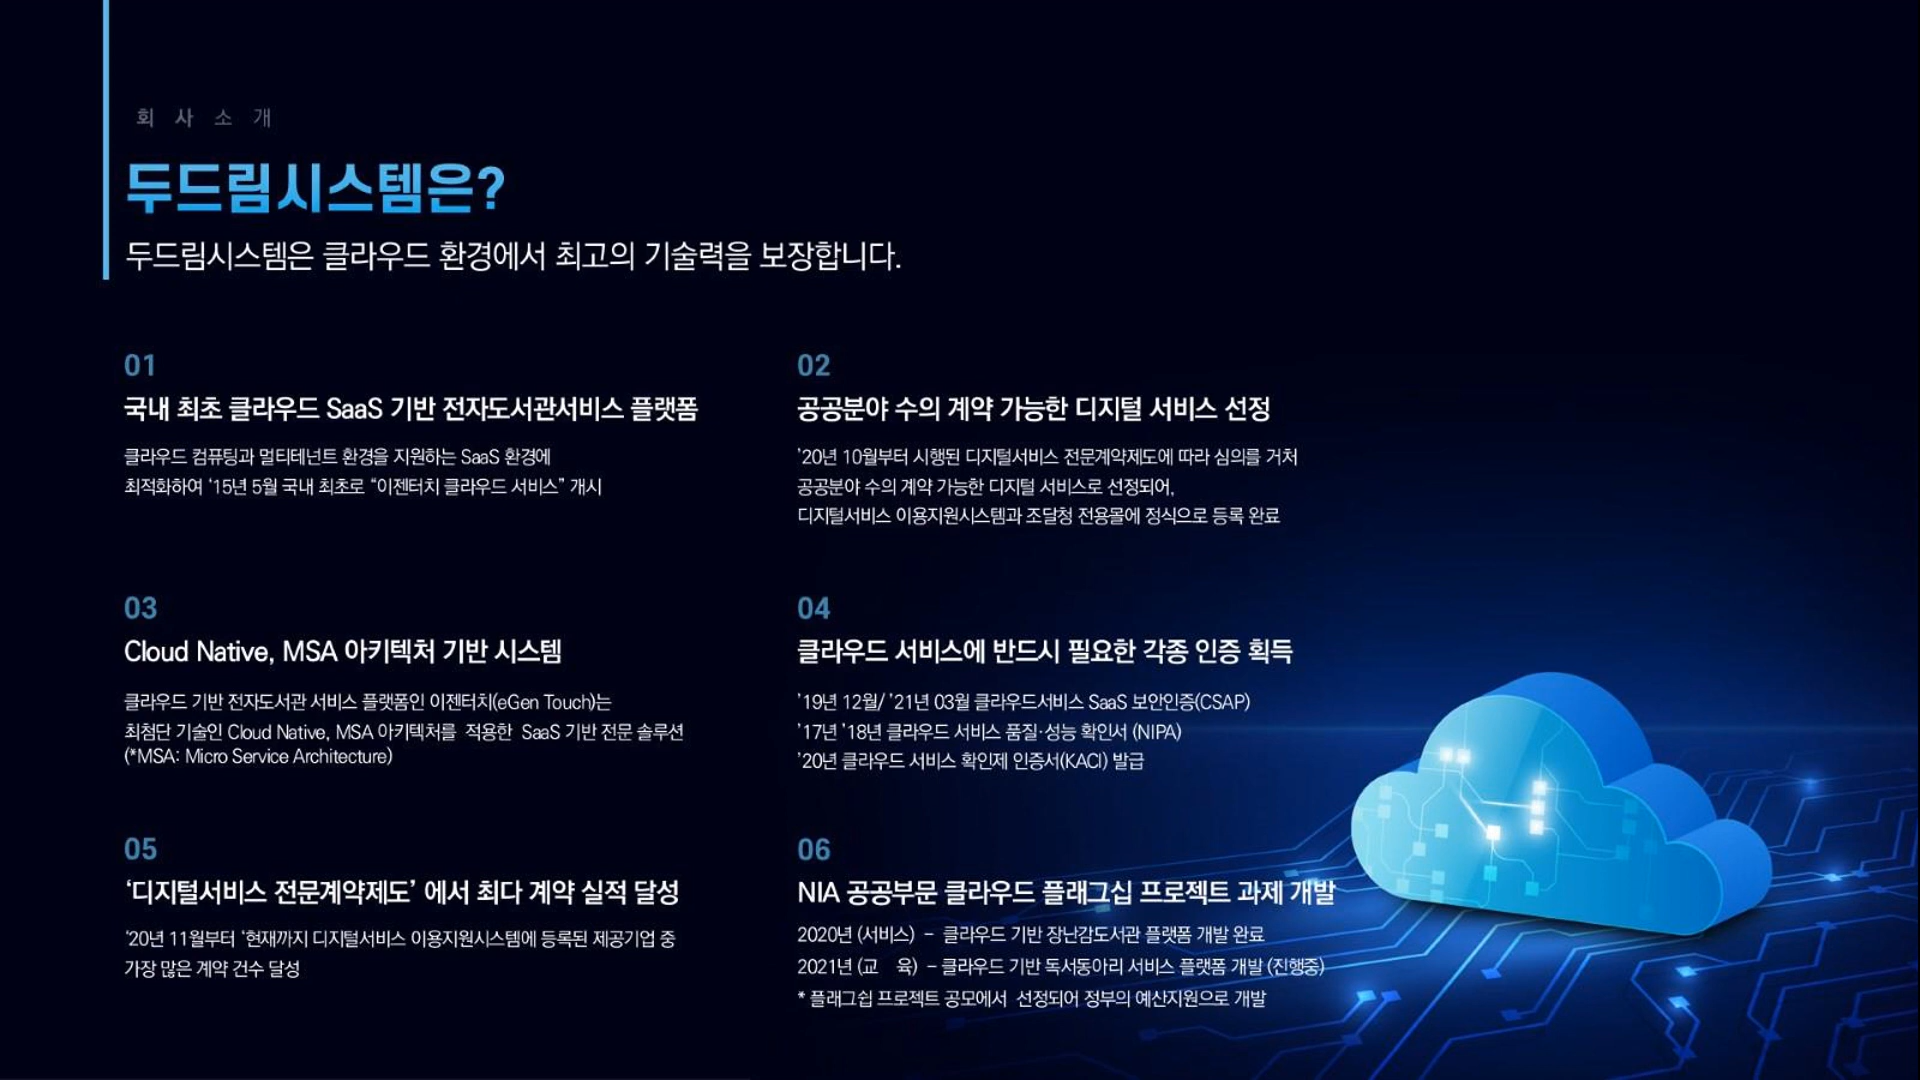 회 사 소 개
두드림시스템은?
두드림시스템은 클라우드 환경에서 최고의 기술력을 보장합니다.
01
국내 최초 클라우드 SaaS 기반 전자도서관서비스 플랫폼
클라우드 컴퓨팅과 멀티테넌트 환경을 지원하는 SaaS 환경에
최적화하여 ‘15년 5월 국내 최초로 “이젠터치 클라우드 서비스” 개시
02
공공분야 수의 계약 가능한 디지털 서비스 선정
’20년 10월부터 시행된 디지털서비스 전문계약제도에 따라 심의를 거쳐
공공분야 수의 계약 가능한 디지털 서비스로 선정되어,
디지털서비스 이용지원시스템과 조달청 전용몰에 정식으로 등록 완료
03
Cloud Native, MSA 아키텍처 기반 시스템
클라우드 기반 전자도서관 서비스 플랫폼인 이젠터치(eGen Touch)는
최첨단 기술인 Cloud Native, MSA 아키텍처를 적용한 SaaS 기반 전문 솔루션
(*MSA: Micro Service Architecture)
04
클라우드 서비스에 반드시 필요한 각종 인증 획득
’19년 12월/ ’21년 03월 클라우드서비스 SaaS 보안인증(CSAP)
’17년 ’18년 클라우드 서비스 품질·성능 확인서 (NIPA)
’20년 클라우드 서비스 확인제 인증서(KACI) 발급
05
‘디지털서비스 전문계약제도’ 에서 최다 계약 실적 달성
‘20년 11월부터 ‘현재까지 디지털서비스 이용지원시스템에 등록된 제공기업 중
가장 많은 계약 건수 달성
06
NIA 공공부문 클라우드 플래그십 프로젝트 과제 개발
2020년 (서비스) - 클라우드 기반 장난감도서관 플랫폼 개발 완료
2021년 (교 육) - 클라우드 기반 독서동아리 서비스 플랫폼 개발 (진행중)
* 플래그쉽 프로젝트 공모에서 선정되어 정부의 예산지원으로 개발